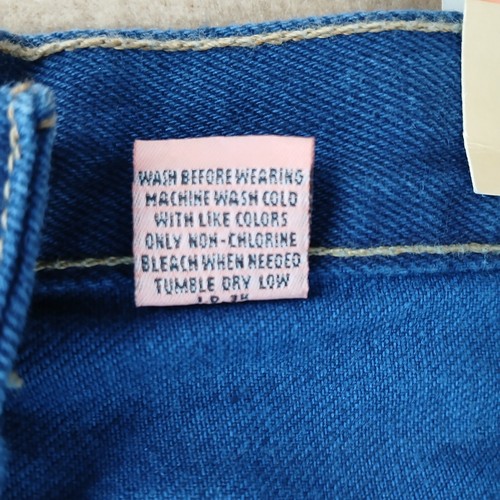 WASH BEFORE WEARING
MACHINE WASH COLD
WITH LIKE COLORS
ONLY NON-CHLORINE
BLEACH WHEN NEEDED
TUMBLE DRY LOW